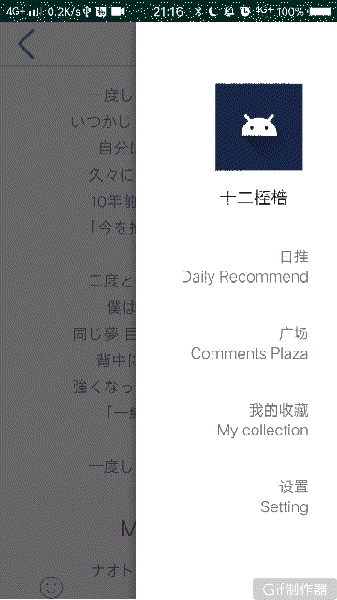 4G 0.2K/s 21:16 4G 100%
一度し
いつかじ
自分に
久々に
10年前
「今を
二度と
僕は
同じ夢
背中に
強くなっ
「一緒
一度し
M
ナオト
十二桎梏
日推
Daily Recommend
广场
Comments Plaza
我的收藏
My collection
设置
Setting
Gif制作器